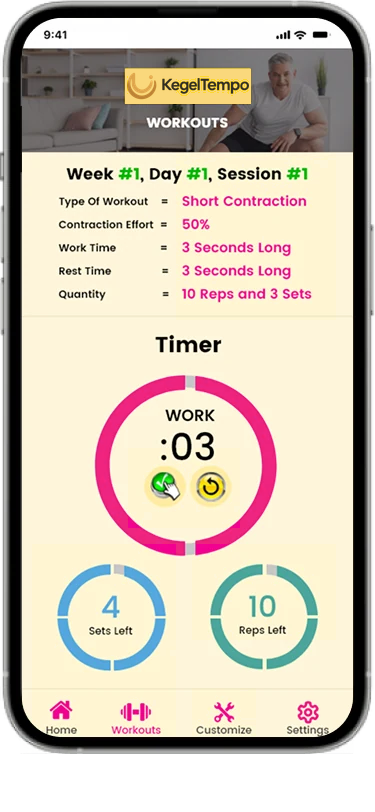 9:41
KegelTempo
WORKOUTS
Week #1, Day #1, Session #1
Type Of Workout = Short Contraction
Contraction Effort = 50%
Work Time = 3 Seconds Long
Rest Time = 3 Seconds Long
Quantity = 10 Reps and 3 Sets
Timer
WORK
:03
4
Sets Left
10
Reps Left
Home Workouts Customize Settings